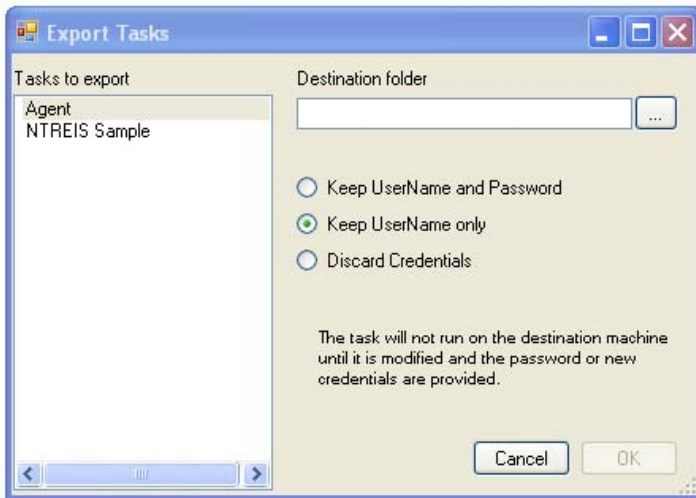 Export Tasks
Tasks to export
Agent
NTREIS Sample
Destination folder
...
Keep UserName and Password
Keep UserName only
Discard Credentials
The task will not run on the destination machine
until it is modified and the password or new
credentials are provided.
Cancel
OK